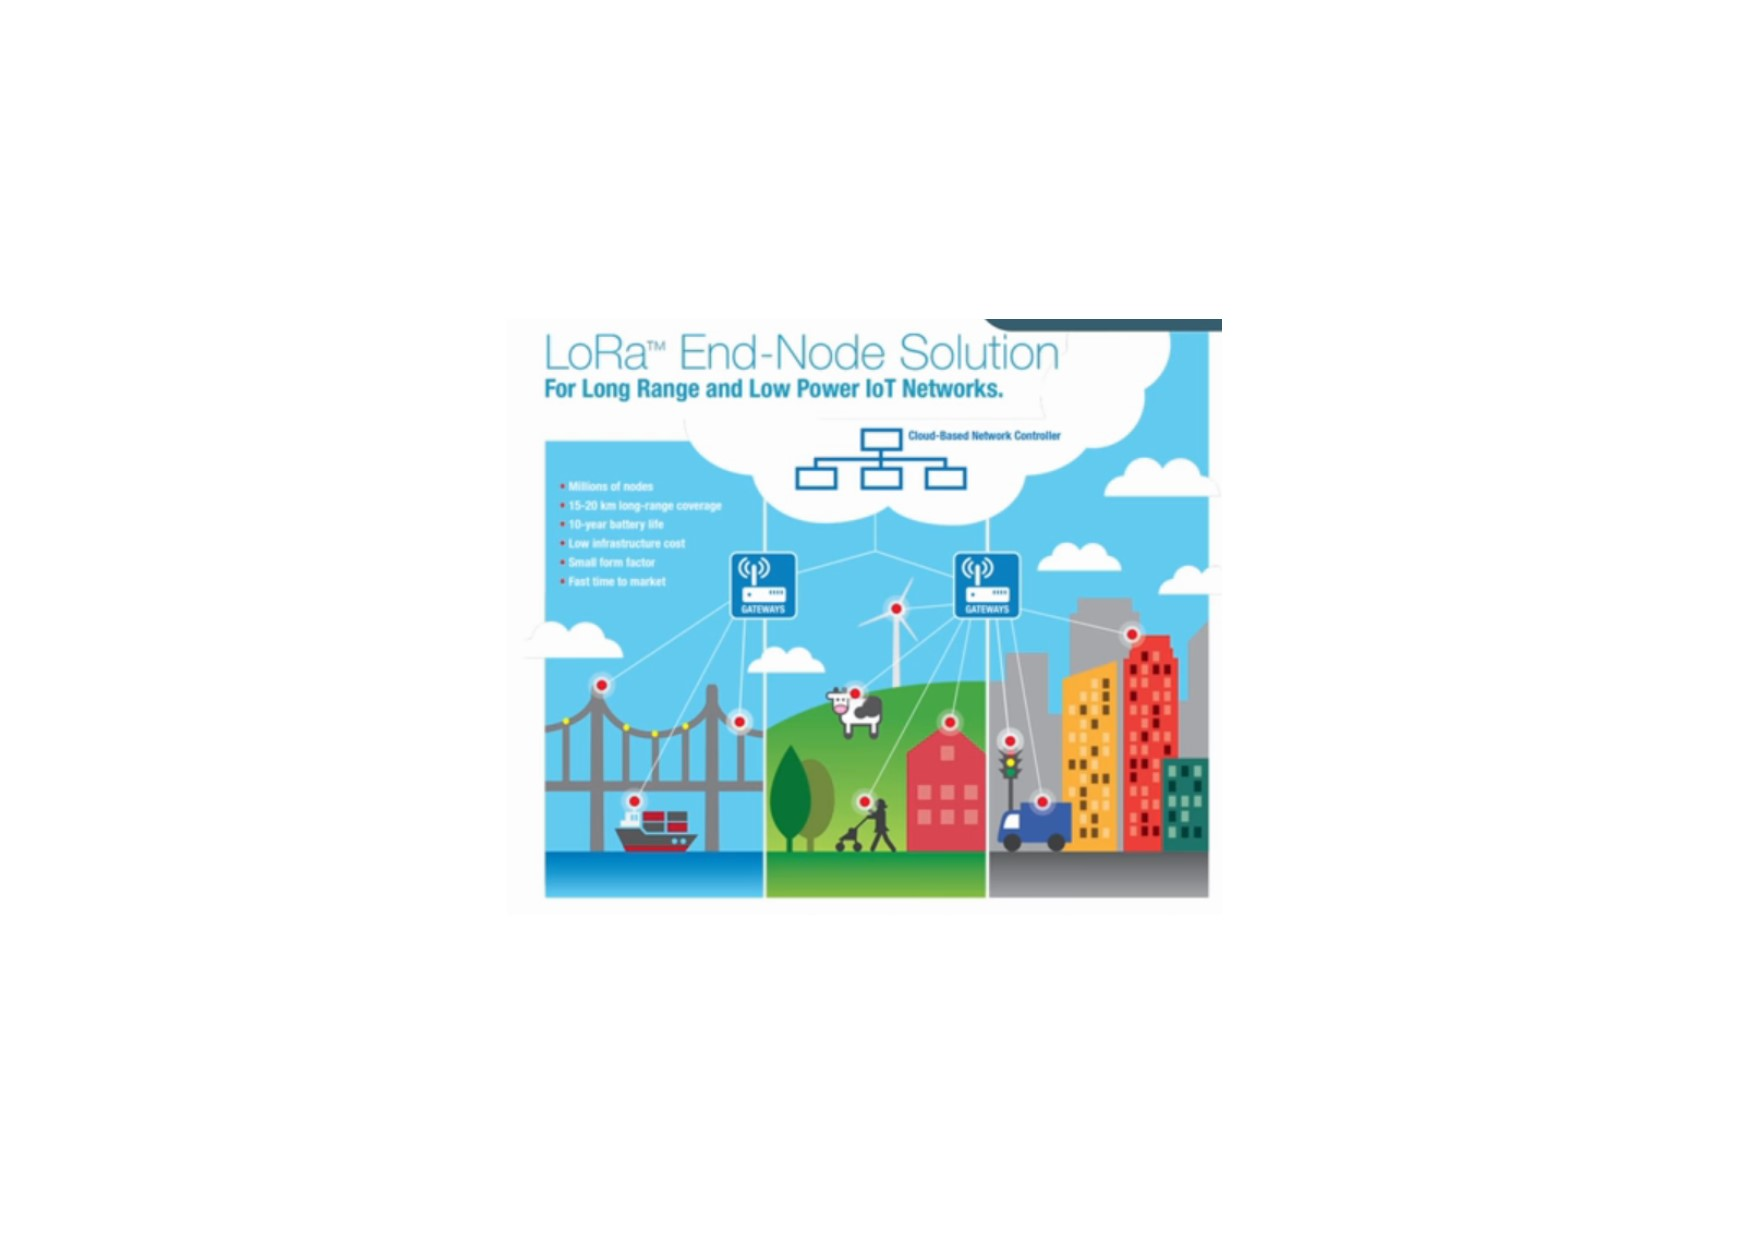 LoRa™ End-Node Solution
For Long Range and Low Power IoT Networks.
Cloud-Based Network Controller
• Millions of nodes
• 15-20 km long-range coverage
• 10-year battery life
• Low infrastructure cost
• Small form factor
• Fast time to market
GATEWAYS
GATEWAYS